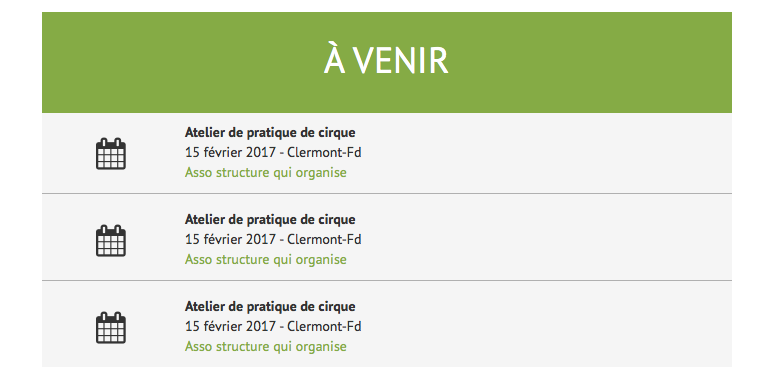 À VENIR
Atelier de pratique de cirque
15 février 2017 - Clermont-Fd
Asso structure qui organise
Atelier de pratique de cirque
15 février 2017 - Clermont-Fd
Asso structure qui organise
Atelier de pratique de cirque
15 février 2017 - Clermont-Fd
Asso structure qui organise